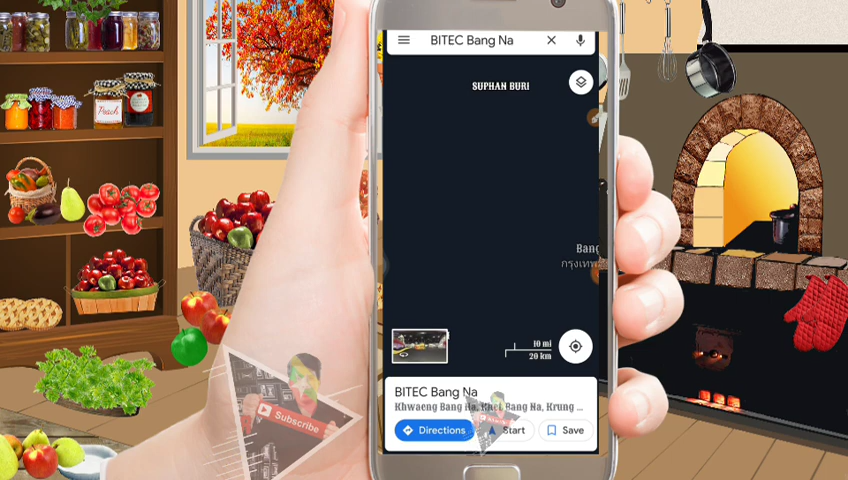 BITEC Bang Na
SUPHAN BURI
Peach
Bang
กรุงเทพ
10 mi
20 km
BITEC Bang Na
Khwaeng Bang Na, Khet Bang Na, Krung ...
Directions
Start
Save
Subscribe